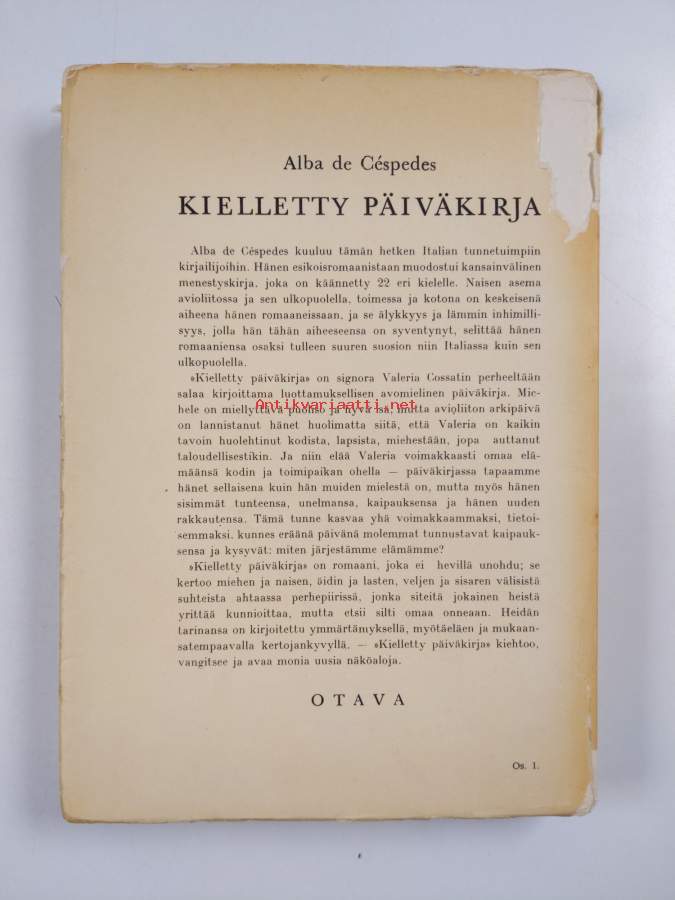 Alba de Céspedes
KIELLETTY PÄIVÄKIRJA
Alba de Céspedes kuuluu tämän hetken Italian tunnetuimpiin
kirjailijoihin. Hänen esikoisromaanistaan muodostui kansainvälinen
menestyskirja, joka on käännetty 22 eri kielelle. Naisen asema
avioliitossa ja sen ulkopuolella, toimessa ja kotona on keskeisenä
aiheena hänen romaaneissaan, ja se älykkyys ja lämmin inhimilli-
syys, jolla hän tähän aiheeseensa on syventynyt, selittää hänen
romaaniensa osaksi tulleen suuren suosion niin Italiassa kuin sen
ulkopuolella.
»Kielletty päiväkirja» on signora Valeria Cossatin perheeltään
salaa kirjoittama luottamuksellisen avomielinen päiväkirja. Mic-
hele on miellyttävä puoliso ja hyvä isä, mutta avioliiton arkipäivä
Antikvariaatti.net
on lannistanut hänet huolimatta siitä, että Valeria on kaikin
tavoin huolehtinut kodista, lapsista, miehestään, jopa auttanut
taloudellisestikin. Ja niin elää Valeria voimakkaasti omaa elä-
määnsä kodin ja toimipaikan ohella — päiväkirjassa tapaamme
hänet sellaisena kuin hän muiden mielestä on, mutta myös hänen
sisimmät tunteensa, unelmansa, kaipauksensa ja hänen uuden
rakkautensa. Tämä tunne kasvaa yhä voimakkaammaksi, tietoi-
semmaksi. kunnes eräänä päivänä molemmat tunnustavat kaipauk-
sensa ja kysyvät: miten järjestämme elämämme?
»Kielletty päiväkirja» on romaani, joka ei hevillä unohdu; se
kertoo miehen ja naisen, äidin ja lasten, veljen ja sisaren välisistä
suhteista ahtaassa perhepiirissä, jonka siteitä jokainen heistä
yrittää kunnioittaa, mutta etsii silti omaa onneaan. Heidän
tarinansa on kirjoitettu ymmärtämyksellä, myötäeläen ja mukaan-
satempaavalla kertojankyvyllä. — »Kielletty päiväkirja» kiehtoo,
vangitsee ja avaa monia uusia näköaloja.
OTAVA
Os. 1.